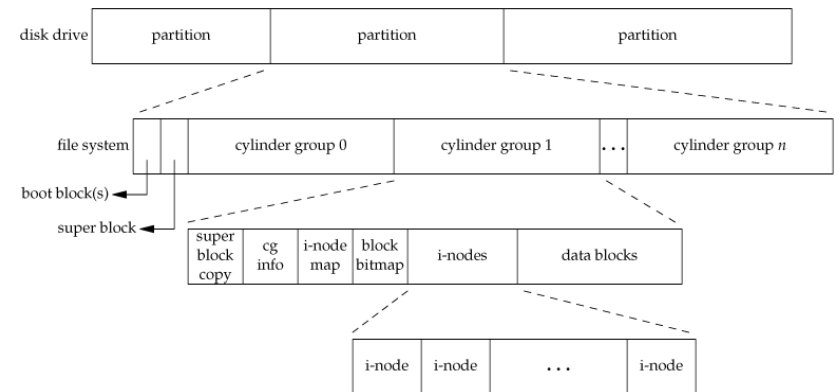 disk drive partition partition partition
file system cylinder group 0 cylinder group 1 ... cylinder group n
boot block(s)
super block
super block copy
cg info
i-node map
block bitmap
i-nodes
data blocks
i-node i-node ... i-node